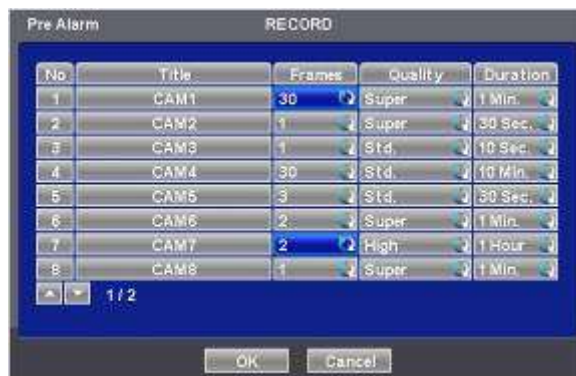 Pre Alarm RECORD
No Title Frames Quality Duration
1 CAM1 30 Super 1 Min.
2 CAM2 1 Super 30 Sec.
3 CAM3 1 Std. 10 Sec.
4 CAM4 30 Std. 10 Min.
5 CAM5 3 Std. 30 Sec.
6 CAM6 2 Super 1 Min.
7 CAM7 2 High 1 Hour
8 CAM8 1 Super 1 Min.
1 / 2
OK Cancel